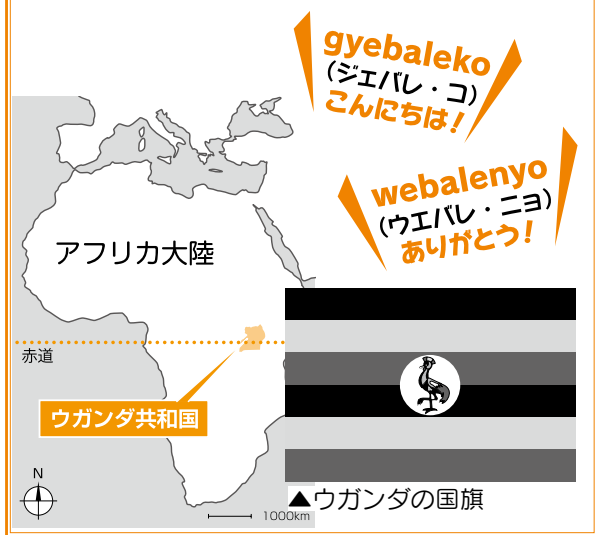 gyebaleko
(ジェバレ・コ)
こんにちは!
webalenyo
(ウエバレ・ニョ)
ありがとう!
アフリカ大陸
赤道
ウガンダ共和国
N
1000km
▲ウガンダの国旗